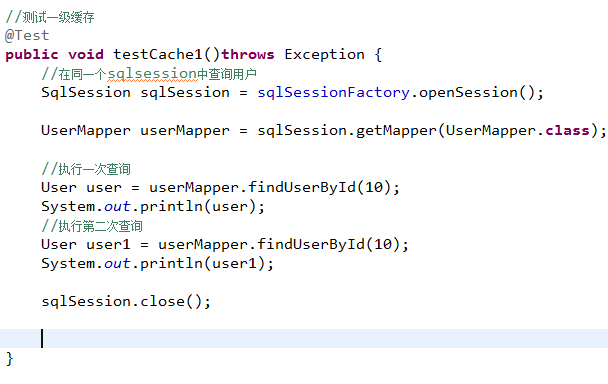 //测试一级缓存
@Test
public void testCache1()throws Exception {
//在同一个sqlsession中查询用户
SqlSession sqlSession = sqlSessionFactory.openSession();
UserMapper userMapper = sqlSession.getMapper(UserMapper.class);
//执行一次查询
User user = userMapper.findUserById(10);
System.out.println(user);
//执行第二次查询
User user1 = userMapper.findUserById(10);
System.out.println(user1);
sqlSession.close();
}